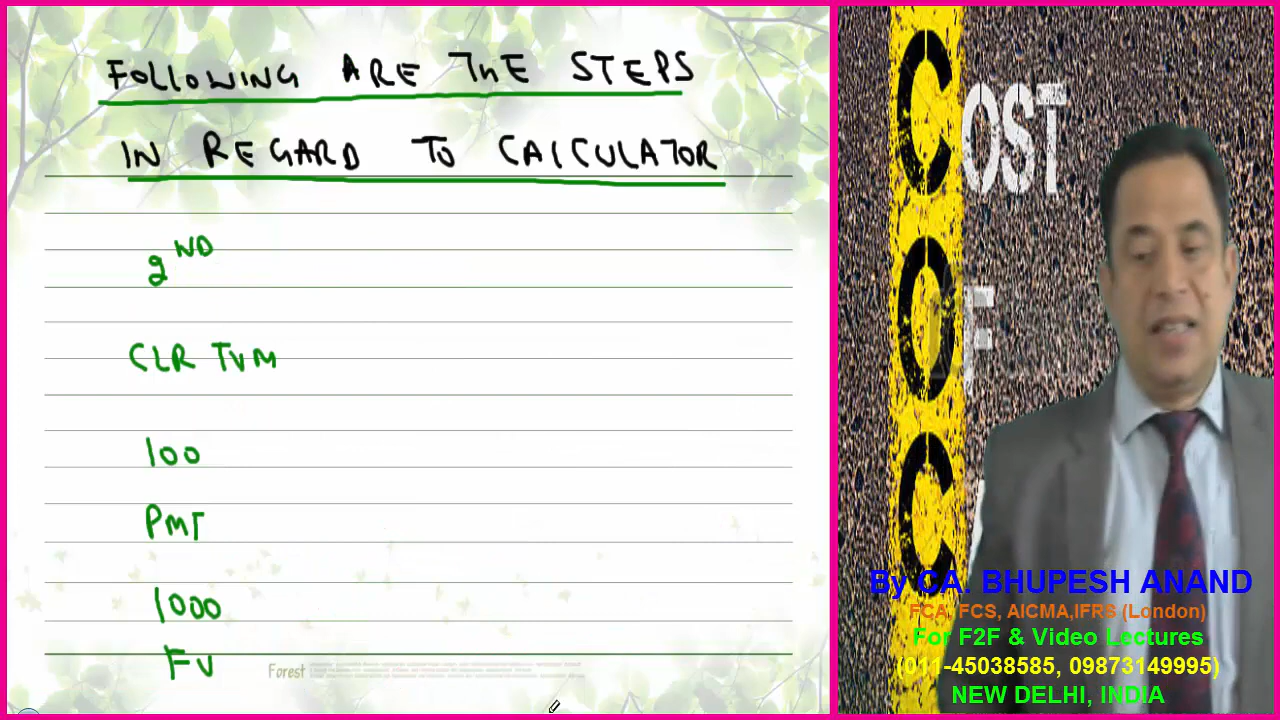 FOLLOWING ARE THE STEPS
IN REGARD TO CALCULATOR
2ND
CLR TVM
100
PMT
1000
FV
Forest
COST
OF
C
By CA. BHUPESH ANAND
FCA, FCS, AICMA,IFRS (London)
For F2F & Video Lectures
(011-45038585, 09873149995)
NEW DELHI, INDIA